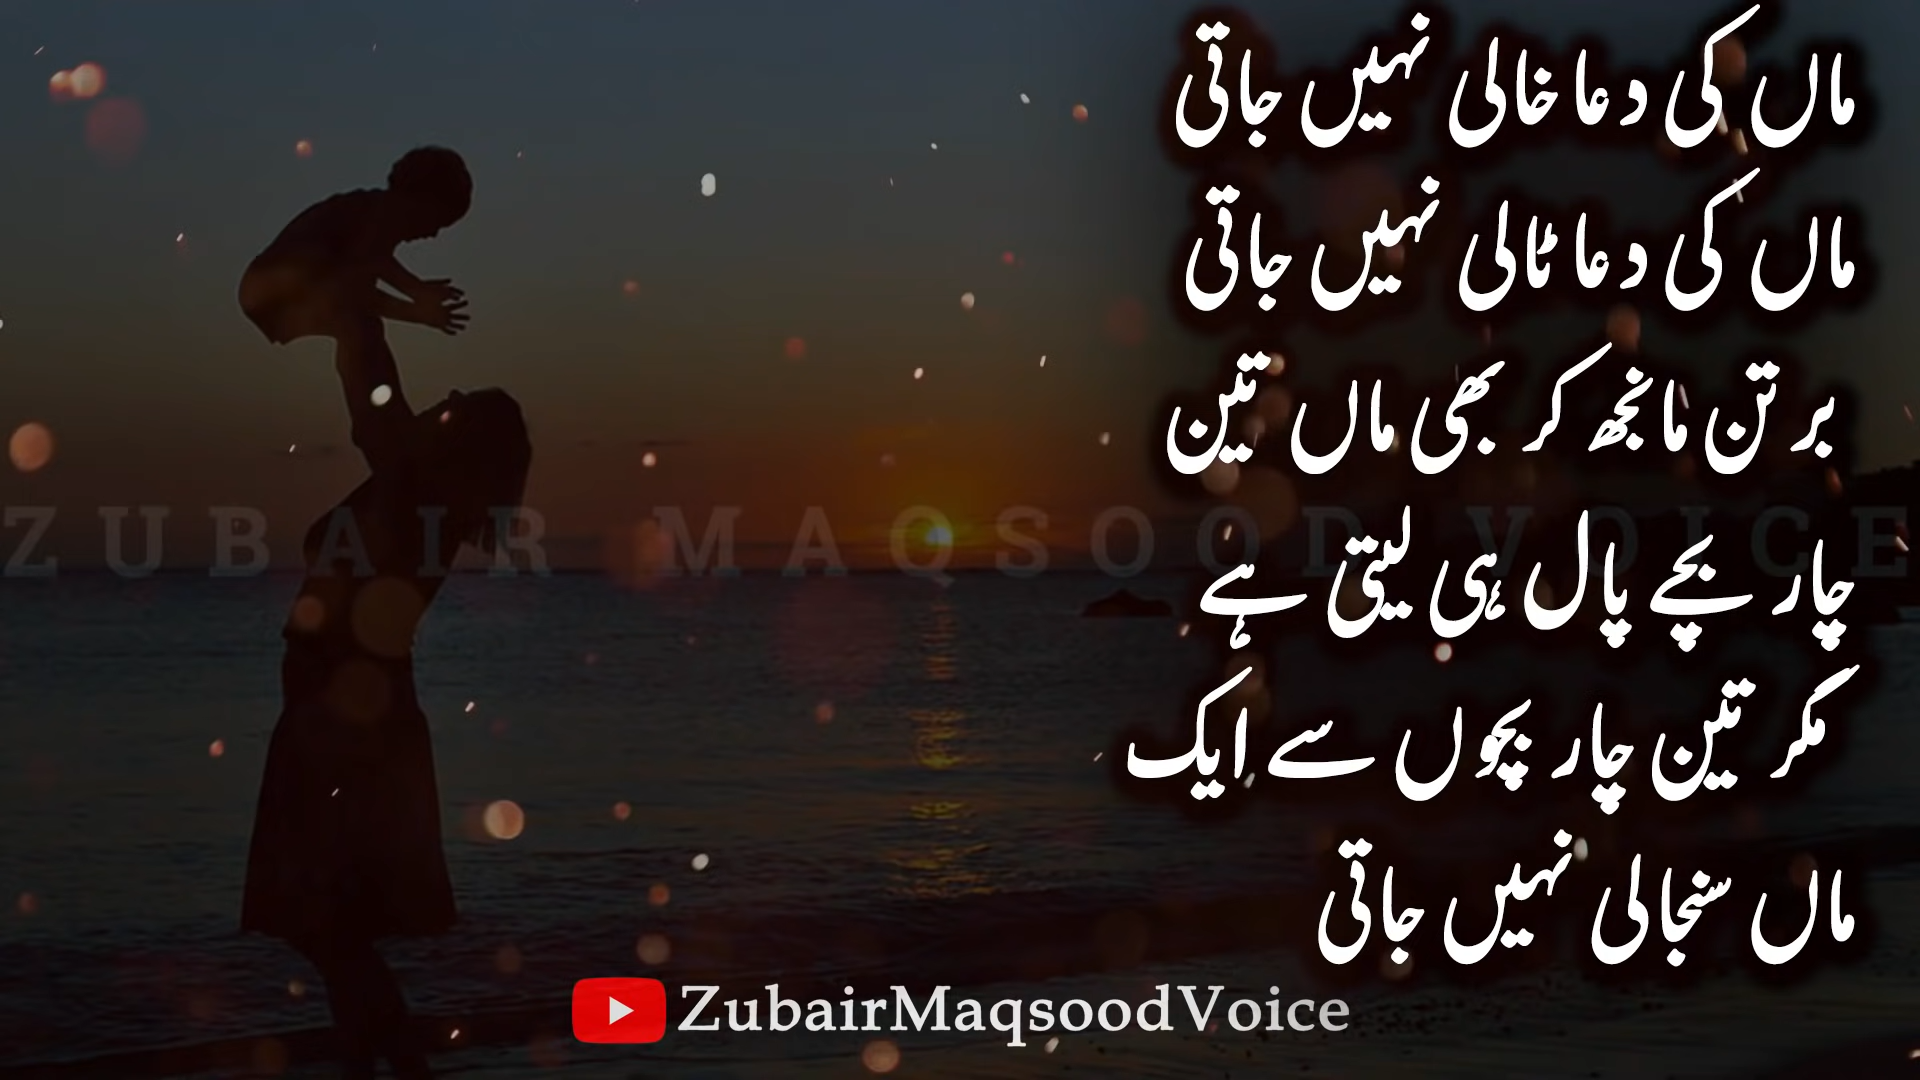 ماں کی دعا خالی نہیں جاتی
ماں کی دعا ٹالی نہیں جاتی
برتن مانجھ کر بھی ماں تین
چار بچے پال ہی لیتی ہے
مگر تین چار بچوں سے ایک
ماں سنجالی نہیں جاتی
ZUBAIR MAQSOOD VOICE
ZubairMaqsoodVoice